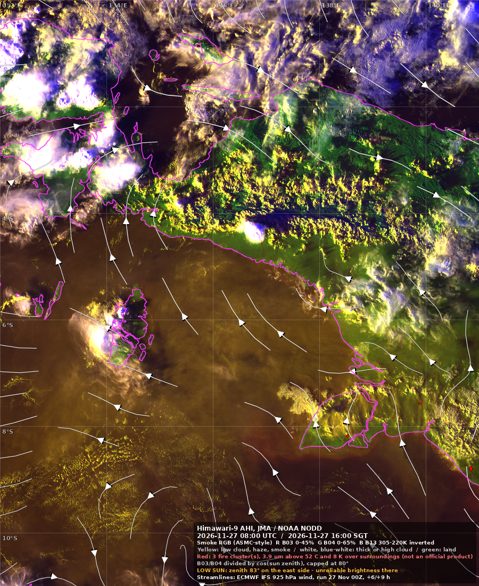 134°E
138°E
6°S
8°S
10°S
Himawari-9 AHI, JMA / NOAA NODD
2026-11-27 08:00 UTC / 2026-11-27 16:00 SGT
Smoke RGB (ASMC-style) R B03 0-45% G B04 0-65% B B13 305-220K inverted
Yellow: low cloud, haze, smoke / white, blue-white: thick or high cloud / green: land
Red: 3 fire cluster(s), 3.9 um above 52 C and 8 K over surroundings (not an official product)
B03/B04 divided by cos(sun zenith), capped at 80°
LOW SUN: zenith 83° on the east side - unreliable brightness there
Streamlines: ECMWF IFS 925 hPa wind, run 27 Nov 00Z, +6/+9 h